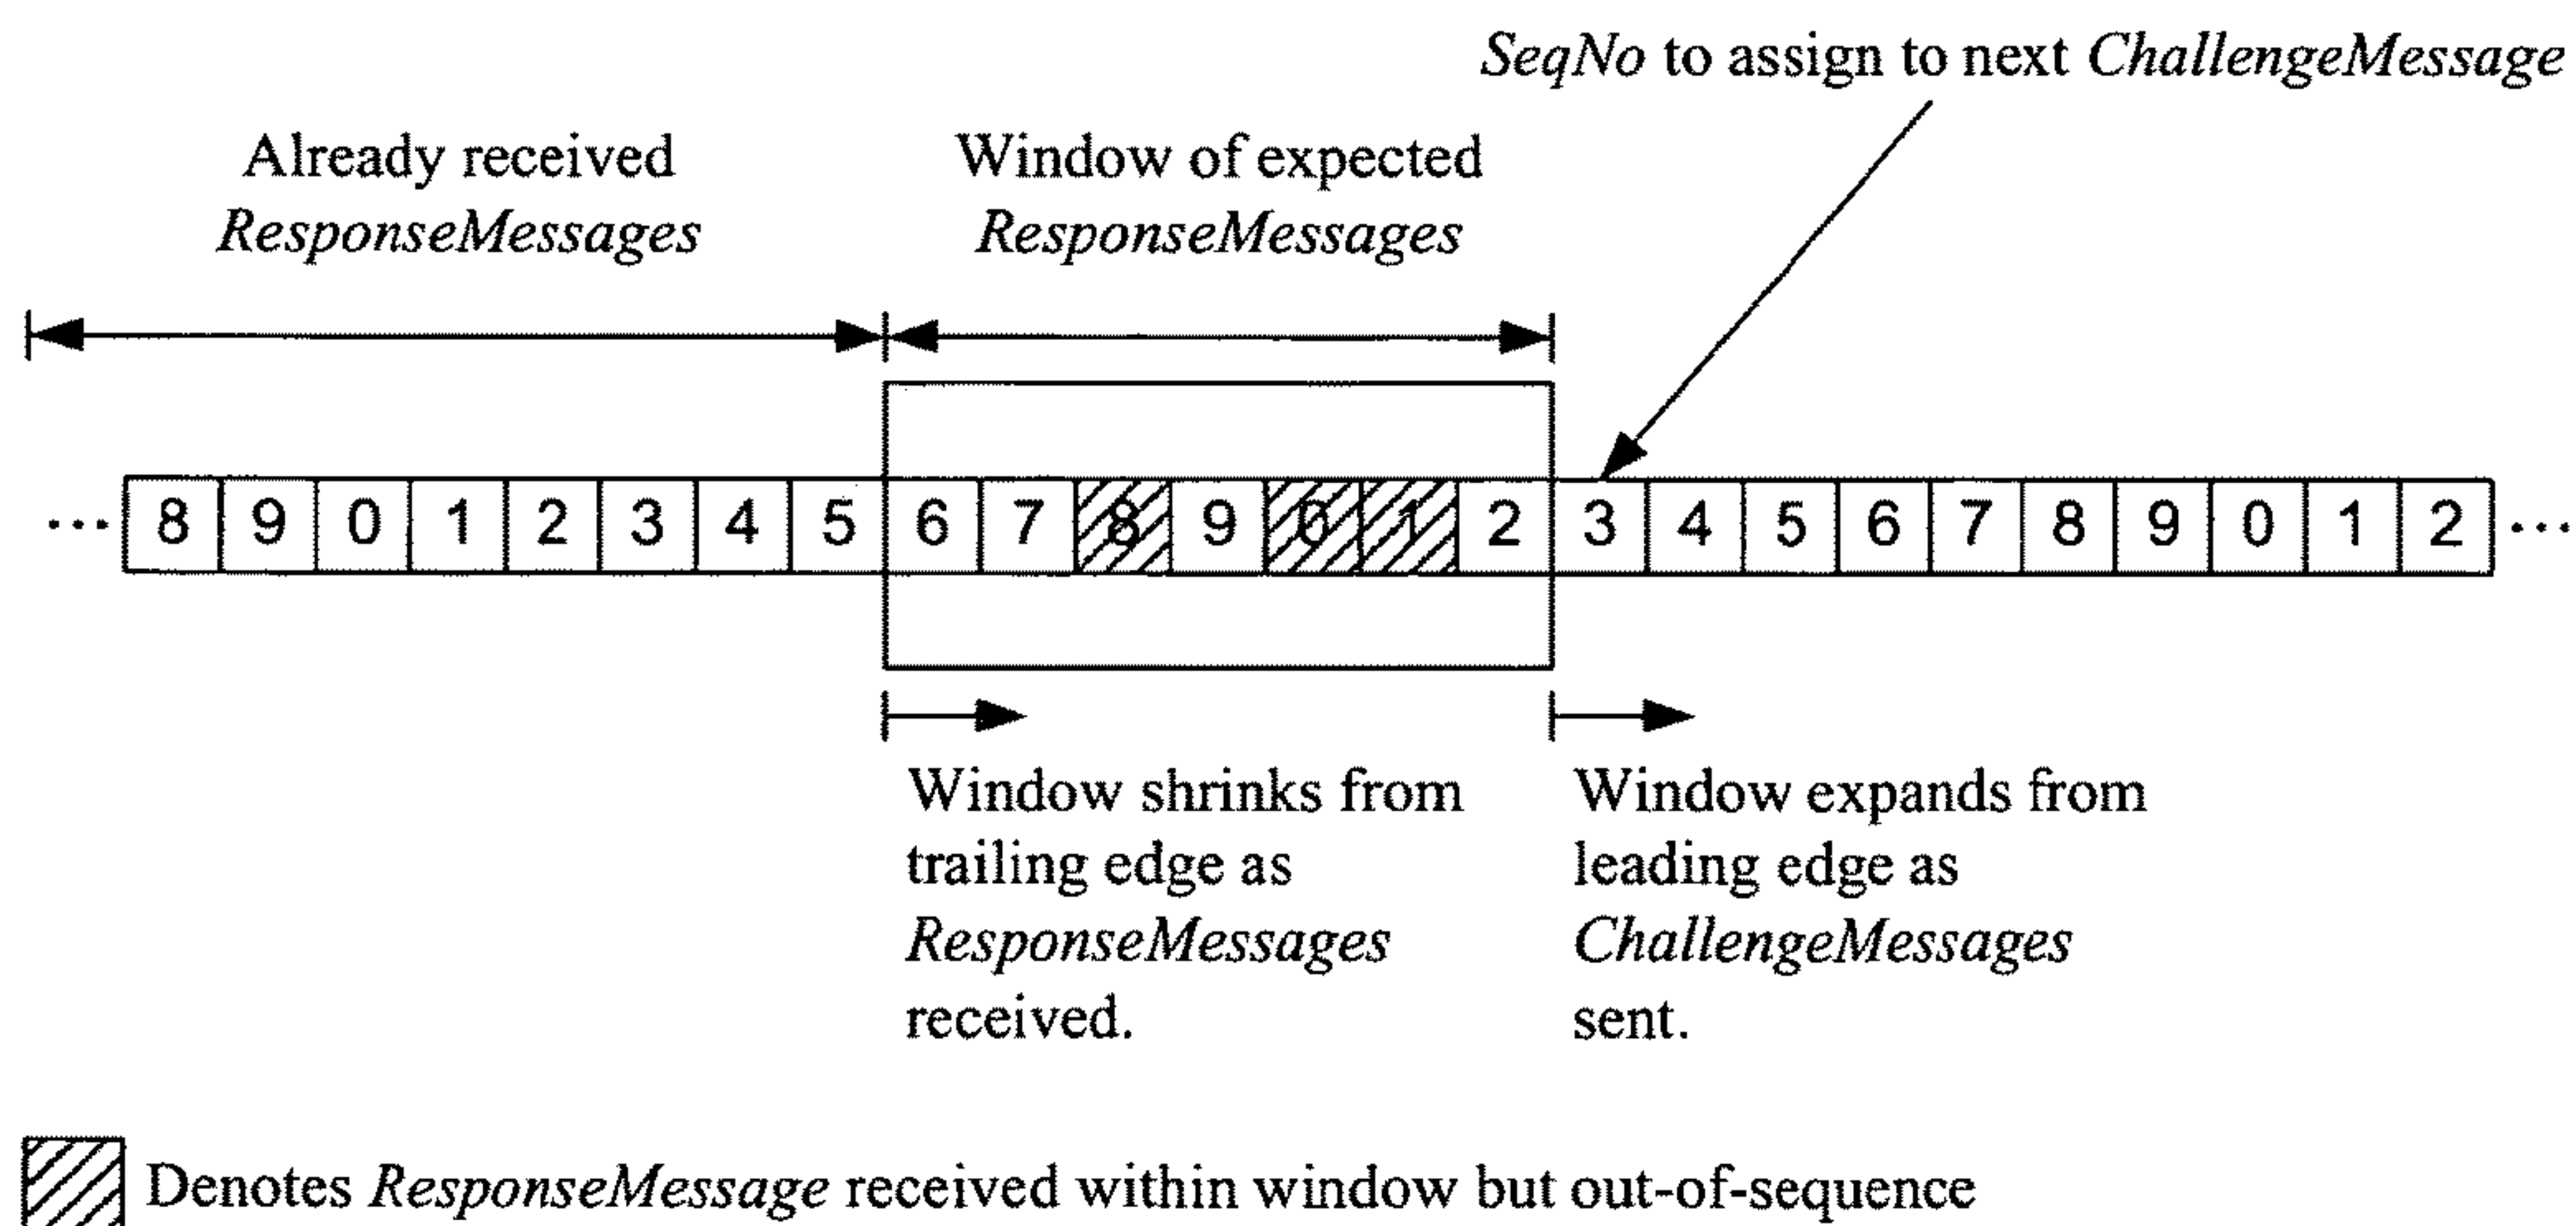 SeqNo to assign to next ChallengeMessage
Already received
ResponseMessages
Window of expected
ResponseMessages
... 8 9 0 1 2 3 4 5 6 7 8 9 0 1 2 3 4 5 6 7 8 9 0 1 2 ...
Window shrinks from
trailing edge as
ResponseMessages
received.
Window expands from
leading edge as
ChallengeMessages
sent.
Denotes ResponseMessage received within window but out-of-sequence